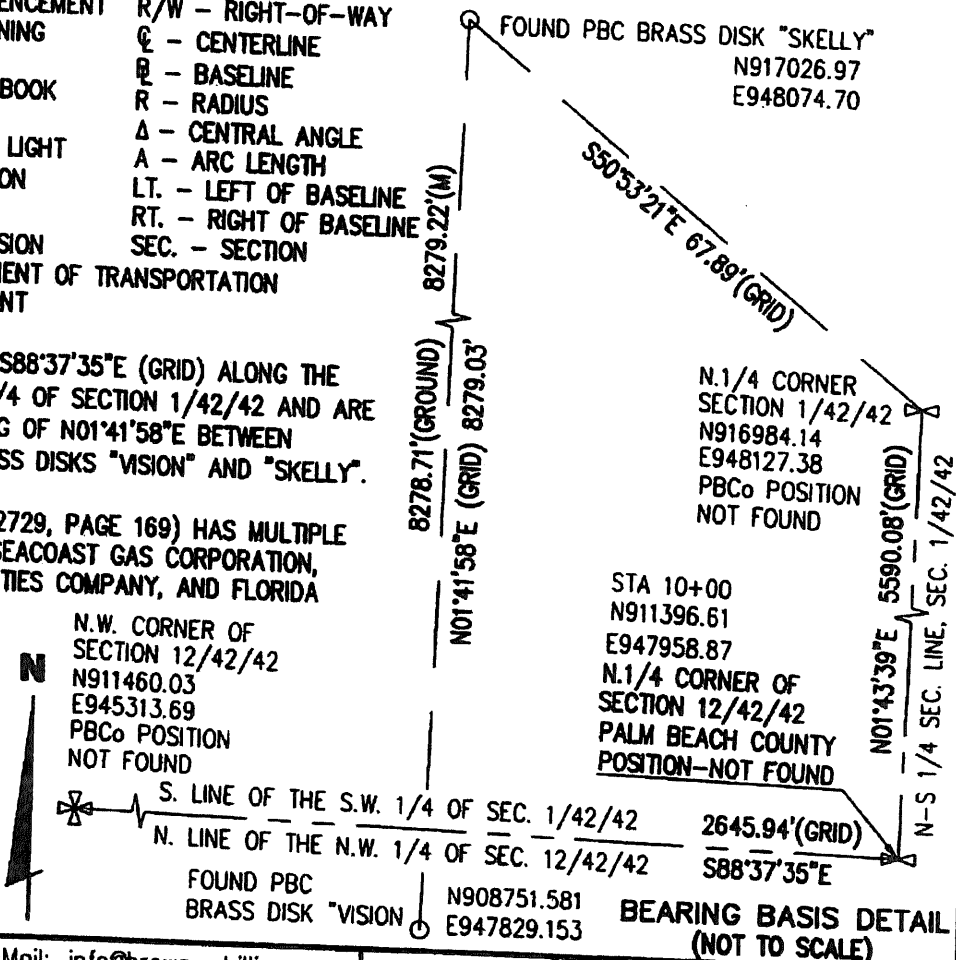 ENCEMENT R/W – RIGHT–OF–WAY
NING ℄ – CENTERLINE
– BASELINE
BOOK R – RADIUS
Δ – CENTRAL ANGLE
LIGHT A – ARC LENGTH
ON LT. – LEFT OF BASELINE
RT. – RIGHT OF BASELINE
SION SEC. – SECTION
ENT OF TRANSPORTATION
NT
S88°37'35"E (GRID) ALONG THE
/4 OF SECTION 1/42/42 AND ARE
G OF N01°41'58"E BETWEEN
SS DISKS "VISION" AND "SKELLY".
2729, PAGE 169) HAS MULTIPLE
SEACOAST GAS CORPORATION,
TIES COMPANY, AND FLORIDA
FOUND PBC BRASS DISK "SKELLY"
N917026.97
E948074.70
8279.22'(M)
8278.71'(GROUND)
N01°41'58"E (GRID) 8279.03'
S50°53'21"E 67.89'(GRID)
N.1/4 CORNER
SECTION 1/42/42
N916984.14
E948127.38
PBCo POSITION
NOT FOUND
N01°43'39"E 5590.08'(GRID)
N–S 1/4 SEC. LINE, SEC. 1/42/42
STA 10+00
N911396.61
E947958.87
N.1/4 CORNER OF
SECTION 12/42/42
PALM BEACH COUNTY
POSITION–NOT FOUND
N.W. CORNER OF
SECTION 12/42/42
N911460.03
E945313.69
PBCo POSITION
NOT FOUND
N
S. LINE OF THE S.W. 1/4 OF SEC. 1/42/42
N. LINE OF THE N.W. 1/4 OF SEC. 12/42/42
2645.94'(GRID)
S88°37'35"E
FOUND PBC
BRASS DISK "VISION
N908751.581
E947829.153
BEARING BASIS DETAIL
(NOT TO SCALE)